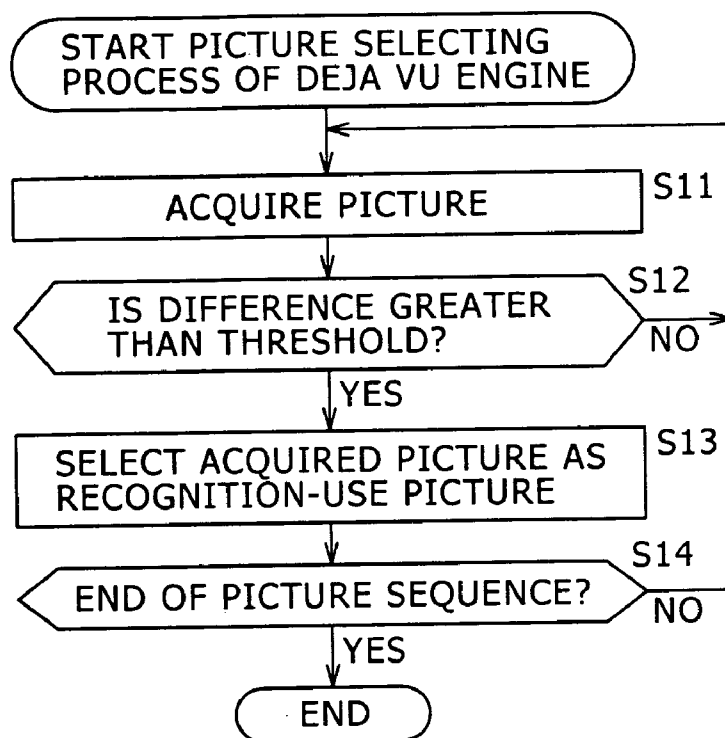 START PICTURE SELECTING
PROCESS OF DEJA VU ENGINE
ACQUIRE PICTURE
S11
S12
IS DIFFERENCE GREATER
THAN THRESHOLD?
NO
YES
S13
SELECT ACQUIRED PICTURE AS
RECOGNITION-USE PICTURE
S14
END OF PICTURE SEQUENCE?
NO
YES
END